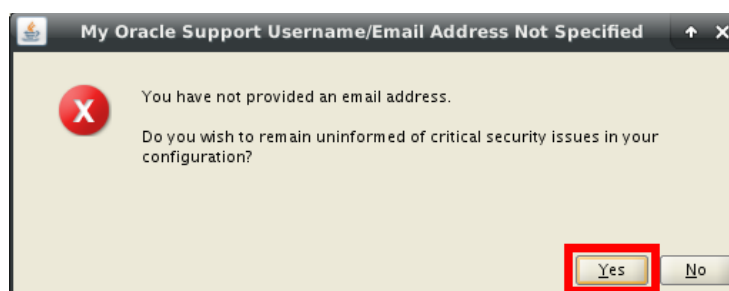 My Oracle Support Username/Email Address Not Specified
You have not provided an email address.
Do you wish to remain uninformed of critical security issues in your
configuration?
Yes No